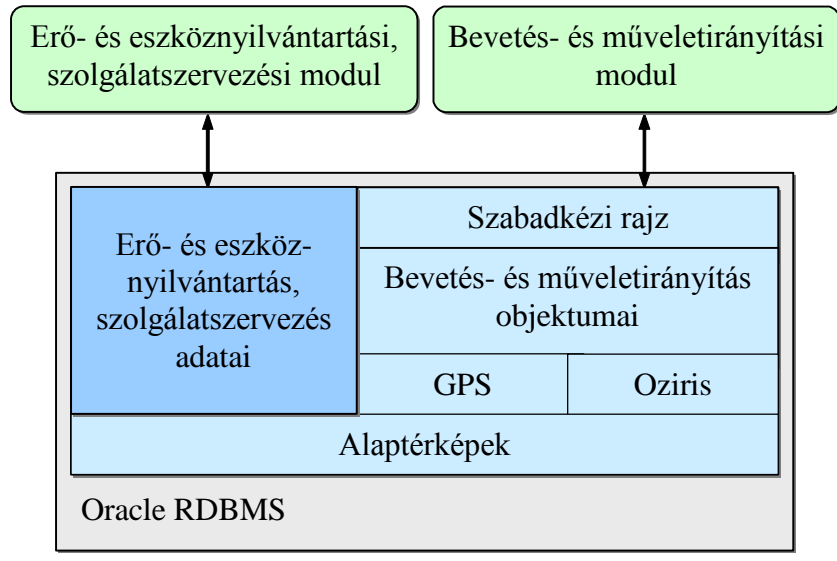 Erő- és eszköznyilvántartási,
szolgálatszervezési modul
Bevetés- és műveletirányítási
modul
Erő- és eszköz-
nyilvántartás,
szolgálatszervezés
adatai
Szabadkézi rajz
Bevetés- és műveletirányítás
objektumai
GPS
Oziris
Alaptérképek
Oracle RDBMS